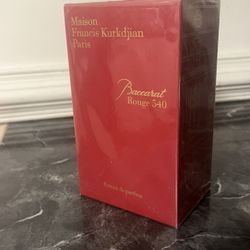 Maison
Francis Kurkdjian
Paris
Baccarat
Rouge 540
Extrait de parfum